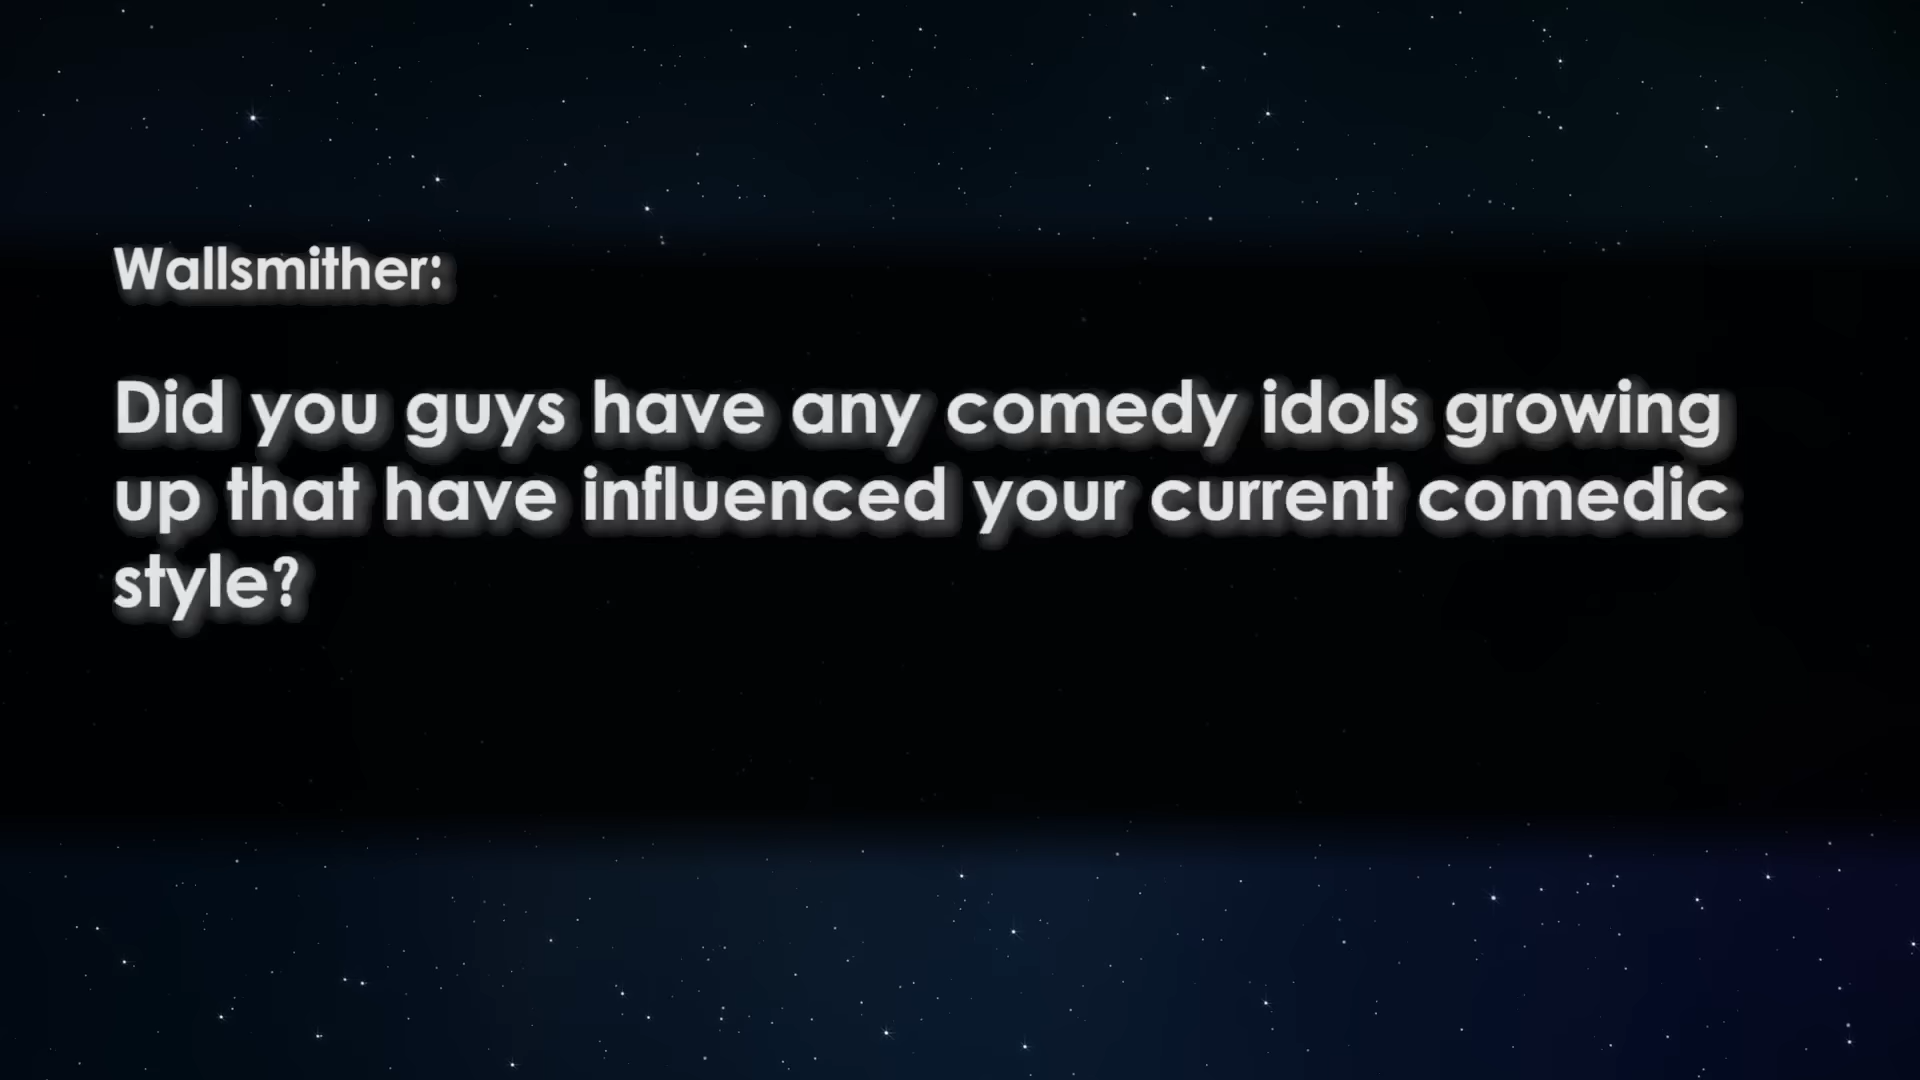 Wallsmither:
Did you guys have any comedy idols growing
up that have influenced your current comedic
style?